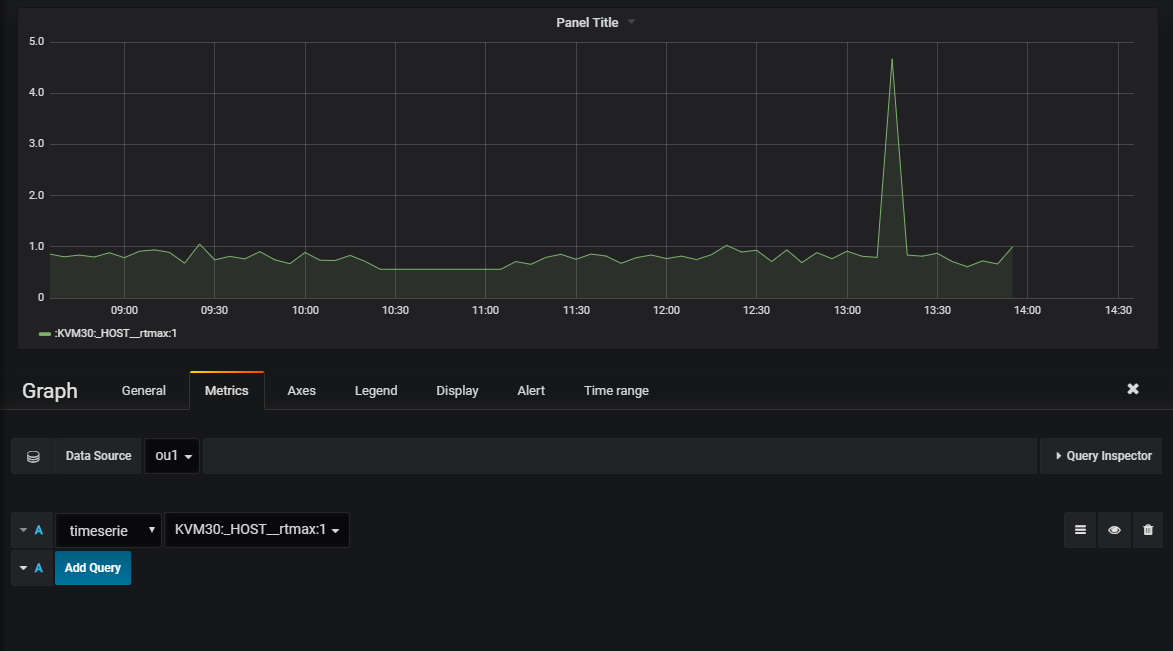 Panel Title
5.0
4.0
3.0
2.0
1.0
0
09:00 09:30 10:00 10:30 11:00 11:30 12:00 12:30 13:00 13:30 14:00 14:30
:KVM30:_HOST__rtmax:1
Graph General Metrics Axes Legend Display Alert Time range
Data Source ou1 Query Inspector
A timeserie KVM30:_HOST__rtmax:1
A Add Query